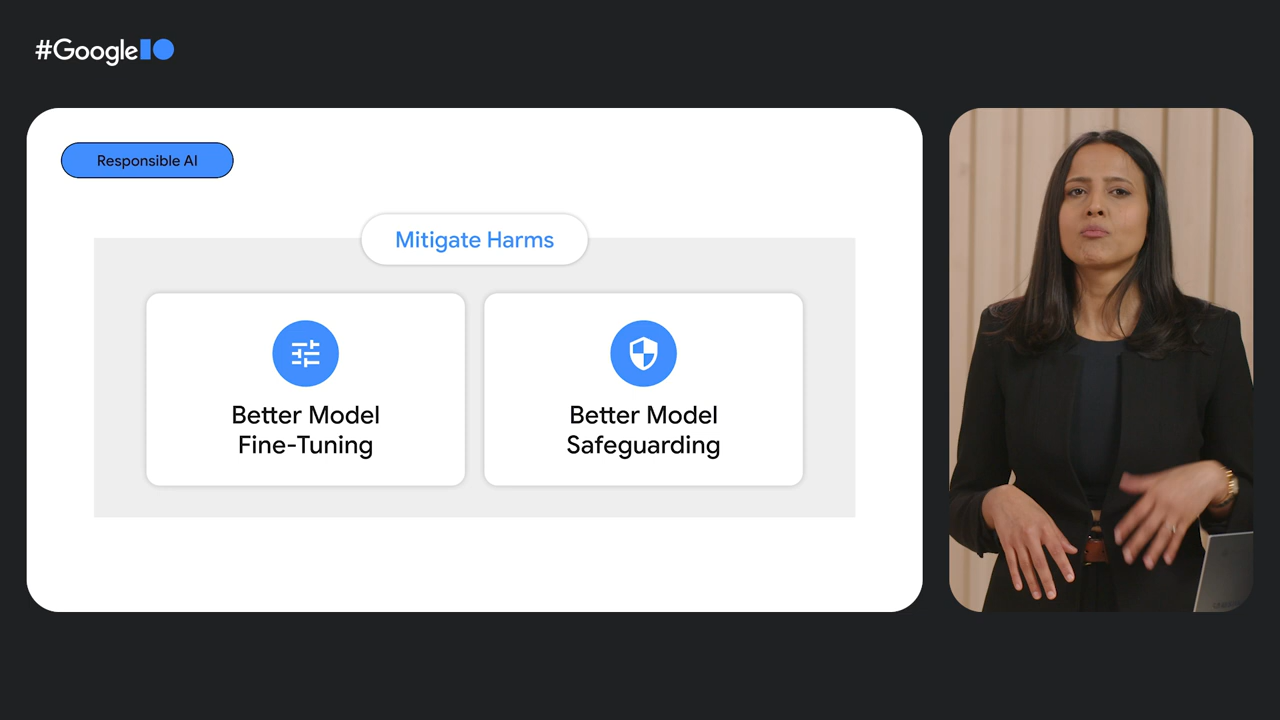 #GoogleIO
Responsible AI
Mitigate Harms
Better Model
Fine-Tuning
Better Model
Safeguarding